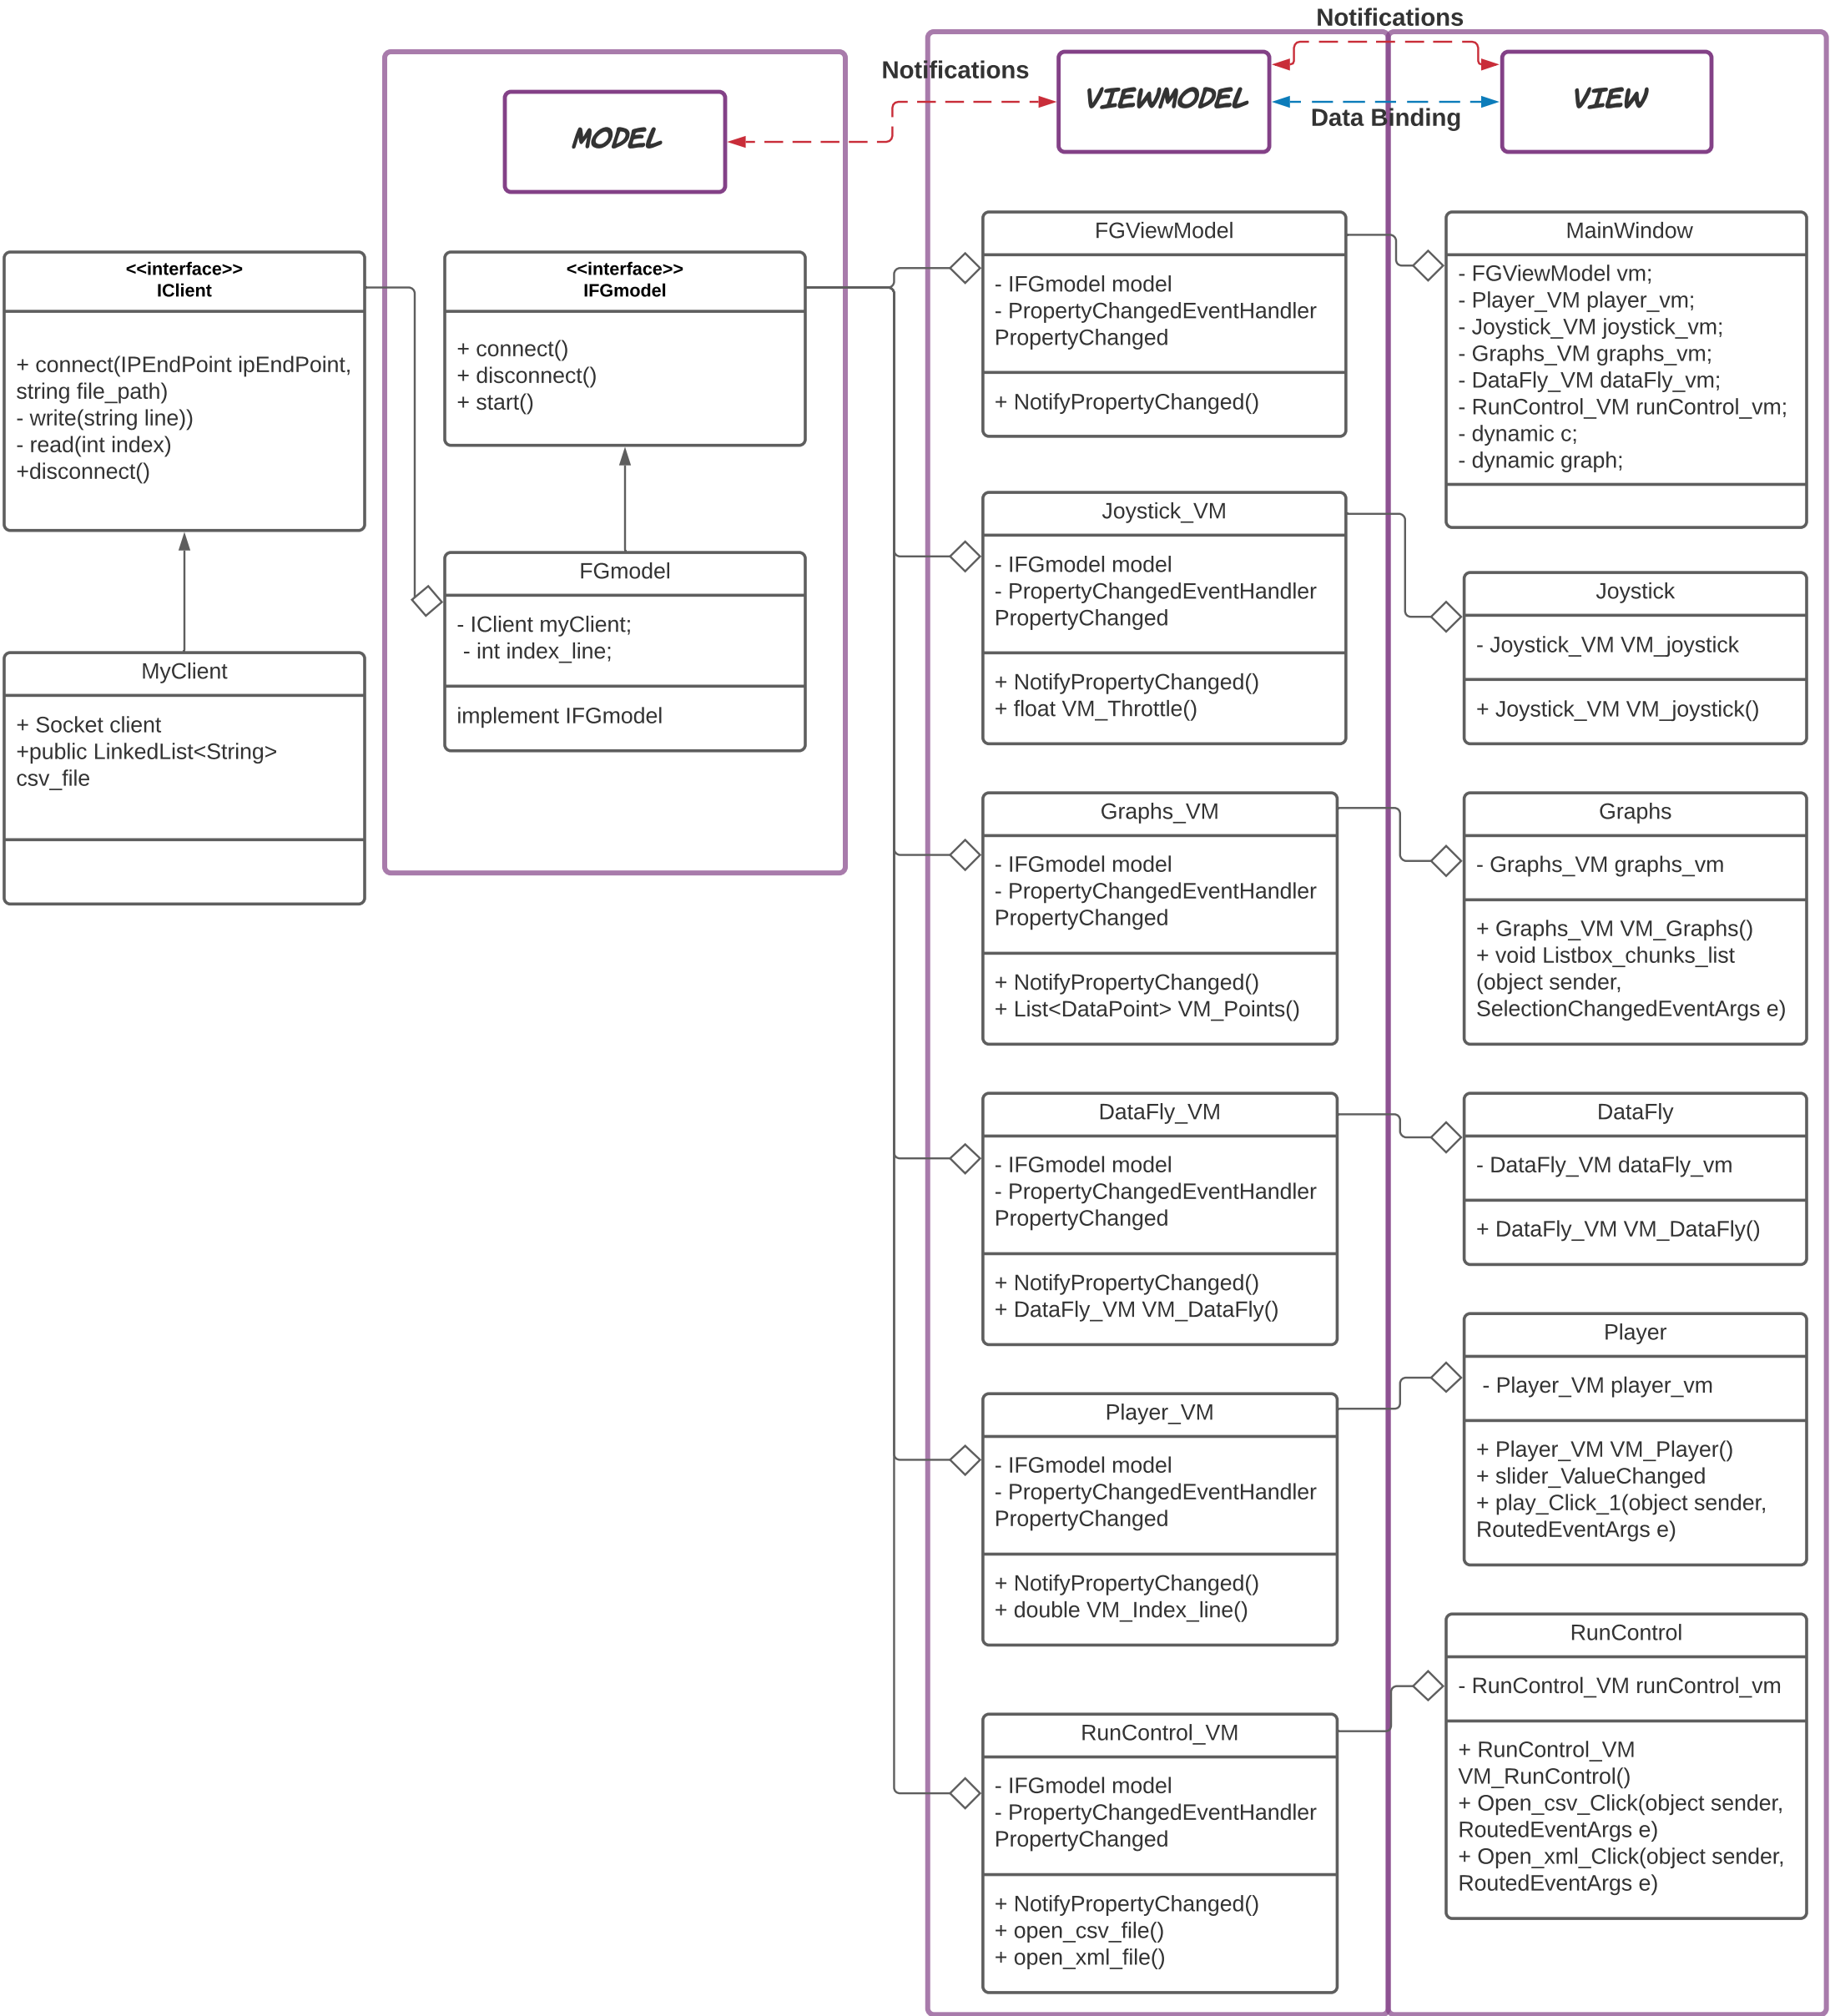 Notifications
Notifications
MODEL
VIEWMODEL
VIEW
Data Binding
<<interface>>
IClient
+ connect(IPEndPoint ipEndPoint,
string file_path)
- write(string line))
- read(int index)
+disconnect()
MyClient
+ Socket client
+public LinkedList<String>
csv_file
<<interface>>
IFGmodel
+ connect()
+ disconnect()
+ start()
FGmodel
- IClient myClient;
- int index_line;
implement IFGmodel
FGViewModel
- IFGmodel model
- PropertyChangedEventHandler
PropertyChanged
+ NotifyPropertyChanged()
Joystick_VM
- IFGmodel model
- PropertyChangedEventHandler
PropertyChanged
+ NotifyPropertyChanged()
+ float VM_Throttle()
Graphs_VM
- IFGmodel model
- PropertyChangedEventHandler
PropertyChanged
+ NotifyPropertyChanged()
+ List<DataPoint> VM_Points()
DataFly_VM
- IFGmodel model
- PropertyChangedEventHandler
PropertyChanged
+ NotifyPropertyChanged()
+ DataFly_VM VM_DataFly()
Player_VM
- IFGmodel model
- PropertyChangedEventHandler
PropertyChanged
+ NotifyPropertyChanged()
+ double VM_Index_line()
RunControl_VM
- IFGmodel model
- PropertyChangedEventHandler
PropertyChanged
+ NotifyPropertyChanged()
+ open_csv_file()
+ open_xml_file()
MainWindow
- FGViewModel vm;
- Player_VM player_vm;
- Joystick_VM joystick_vm;
- Graphs_VM graphs_vm;
- DataFly_VM dataFly_vm;
- RunControl_VM runControl_vm;
- dynamic c;
- dynamic graph;
Joystick
- Joystick_VM VM_joystick
+ Joystick_VM VM_joystick()
Graphs
- Graphs_VM graphs_vm
+ Graphs_VM VM_Graphs()
+ void Listbox_chunks_list
(object sender,
SelectionChangedEventArgs e)
DataFly
- DataFly_VM dataFly_vm
+ DataFly_VM VM_DataFly()
Player
- Player_VM player_vm
+ Player_VM VM_Player()
+ slider_ValueChanged
+ play_Click_1(object sender,
RoutedEventArgs e)
RunControl
- RunControl_VM runControl_vm
+ RunControl_VM
VM_RunControl()
+ Open_csv_Click(object sender,
RoutedEventArgs e)
+ Open_xml_Click(object sender,
RoutedEventArgs e)